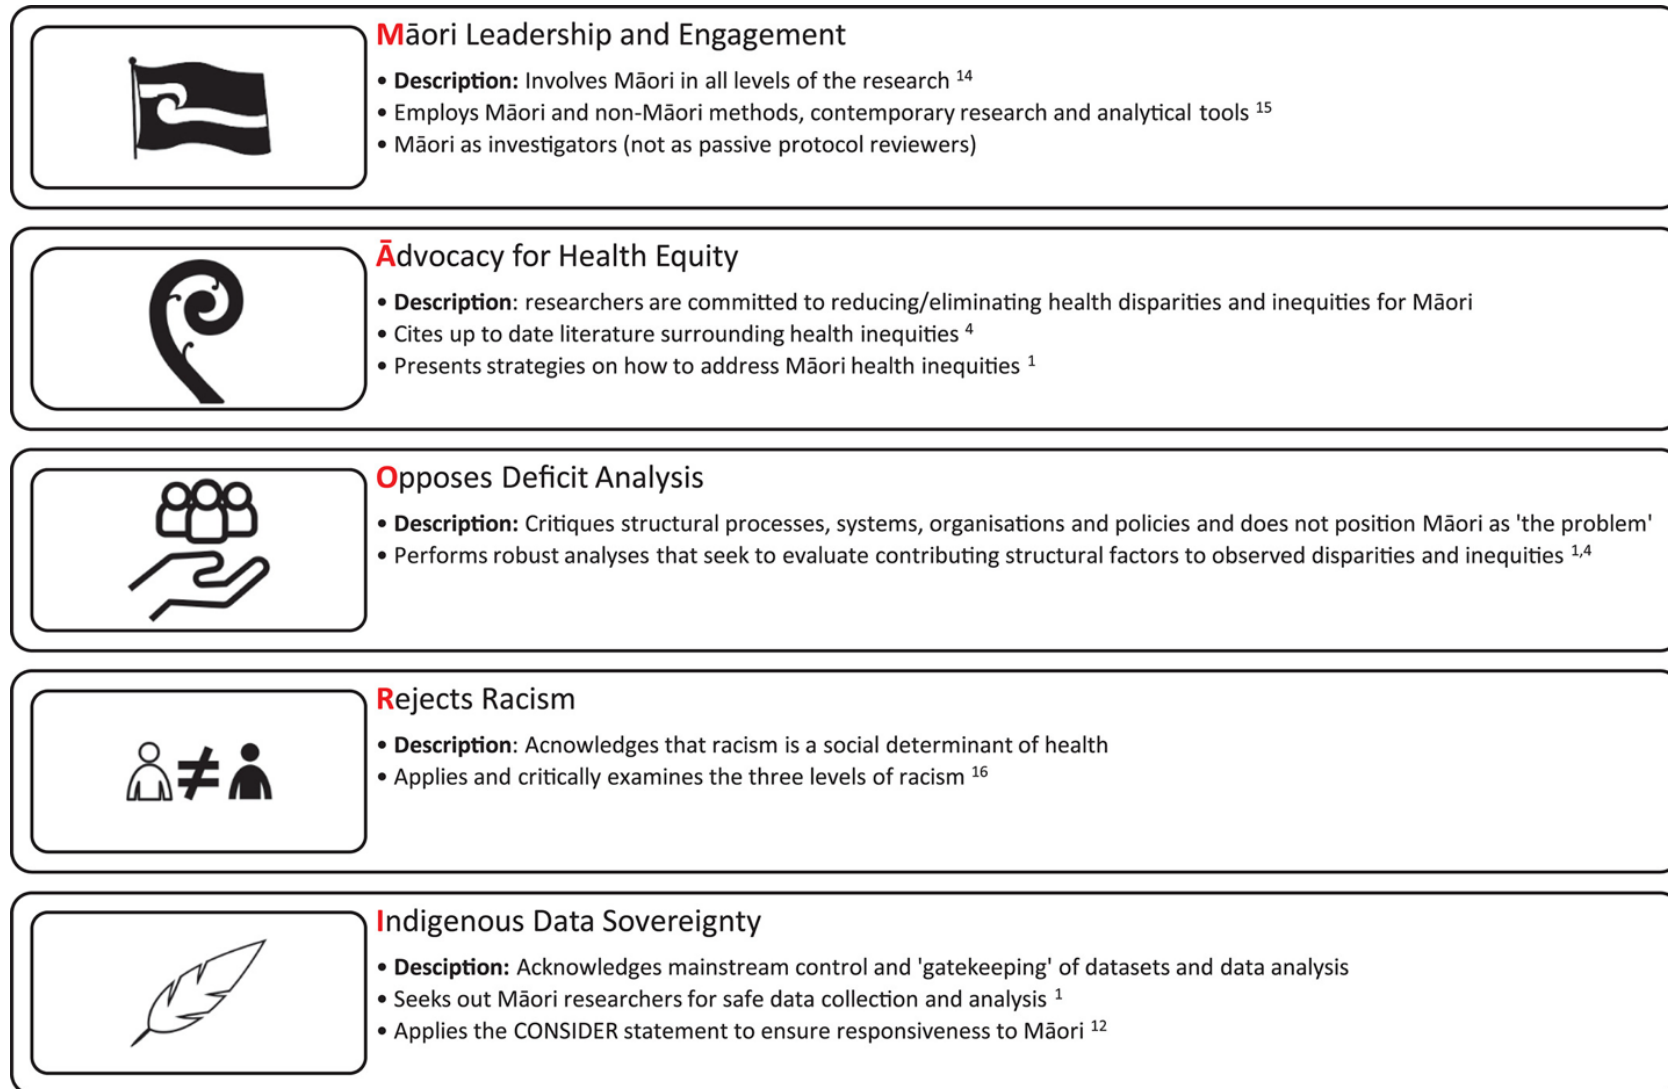 Māori Leadership and Engagement
• Description: Involves Māori in all levels of the research 14
• Employs Māori and non-Māori methods, contemporary research and analytical tools 15
• Māori as investigators (not as passive protocol reviewers)
Ādvocacy for Health Equity
• Description: researchers are committed to reducing/eliminating health disparities and inequities for Māori
• Cites up to date literature surrounding health inequities 4
• Presents strategies on how to address Māori health inequities 1
Opposes Deficit Analysis
• Description: Critiques structural processes, systems, organisations and policies and does not position Māori as 'the problem'
• Performs robust analyses that seek to evaluate contributing structural factors to observed disparities and inequities 1,4
Rejects Racism
• Description: Acnowledges that racism is a social determinant of health
• Applies and critically examines the three levels of racism 16
Indigenous Data Sovereignty
• Desciption: Acknowledges mainstream control and 'gatekeeping' of datasets and data analysis
• Seeks out Māori researchers for safe data collection and analysis 1
• Applies the CONSIDER statement to ensure responsiveness to Māori 12